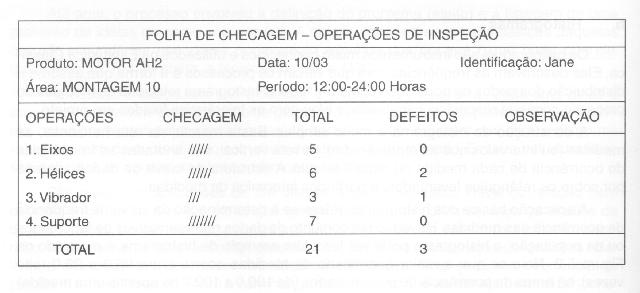 FOLHA DE CHECAGEM – OPERAÇÕES DE INSPEÇÃO
Produto: MOTOR AH2 Data: 10/03 Identificação: Jane
Área: MONTAGEM 10 Período: 12:00-24:00 Horas
OPERAÇÕES CHECAGEM TOTAL DEFEITOS OBSERVAÇÃO
1. Eixos ///// 5 0
2. Hélices ////// 6 2
3. Vibrador /// 3 1
4. Suporte /////// 7 0
TOTAL 21 3